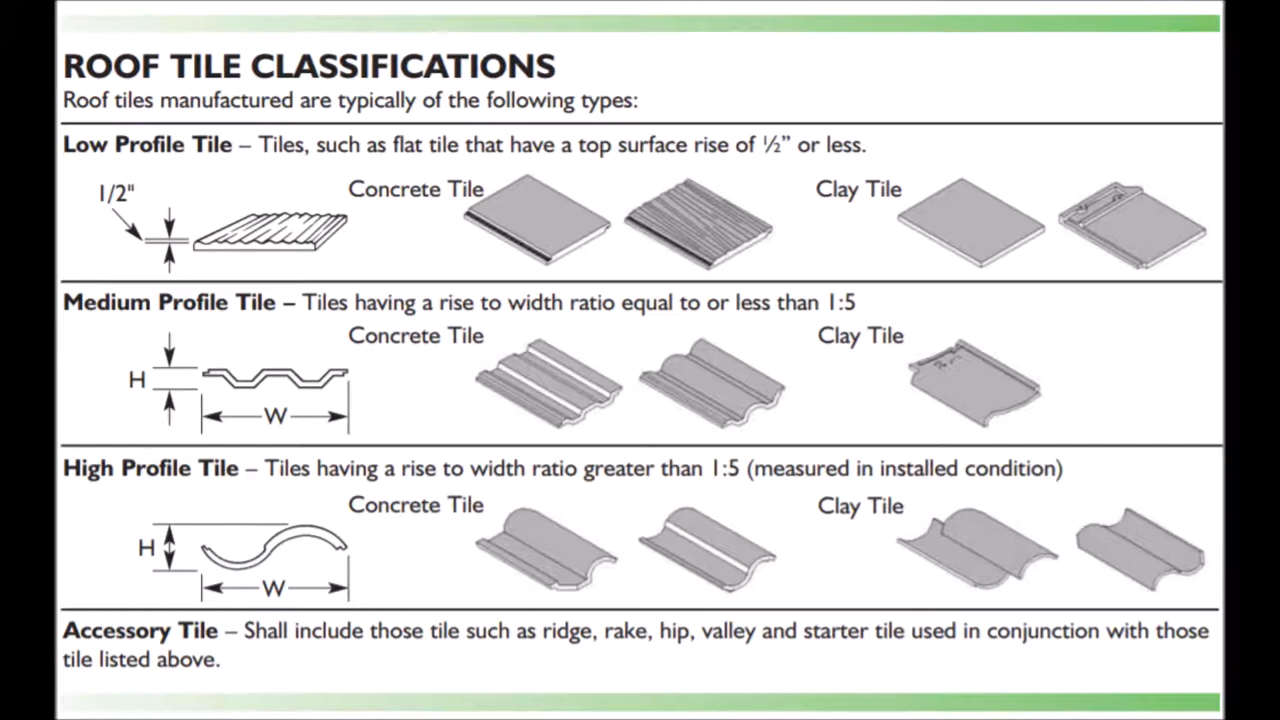 ROOF TILE CLASSIFICATIONS
Roof tiles manufactured are typically of the following types:
Low Profile Tile – Tiles, such as flat tile that have a top surface rise of ½” or less.
1/2"
Concrete Tile
Clay Tile
Medium Profile Tile – Tiles having a rise to width ratio equal to or less than 1:5
Concrete Tile
Clay Tile
H
W
High Profile Tile – Tiles having a rise to width ratio greater than 1:5 (measured in installed condition)
Concrete Tile
Clay Tile
H
W
Accessory Tile – Shall include those tile such as ridge, rake, hip, valley and starter tile used in conjunction with those
tile listed above.